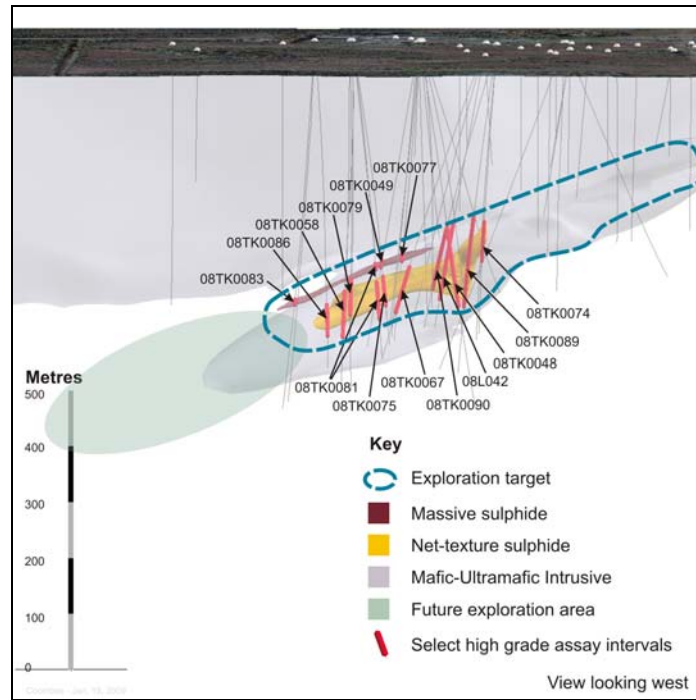 08TK0077
08TK0049
08TK0079
08TK0058
08TK0086
08TK0083
08TK0074
08TK0089
08TK0081
08TK0067
08TK0048
08TK0075
08L042
08TK0090
Metres
500
400
300
200
100
0
Key
Exploration target
Massive sulphide
Net-texture sulphide
Mafic-Ultramafic Intrusive
Future exploration area
Select high grade assay intervals
View looking west